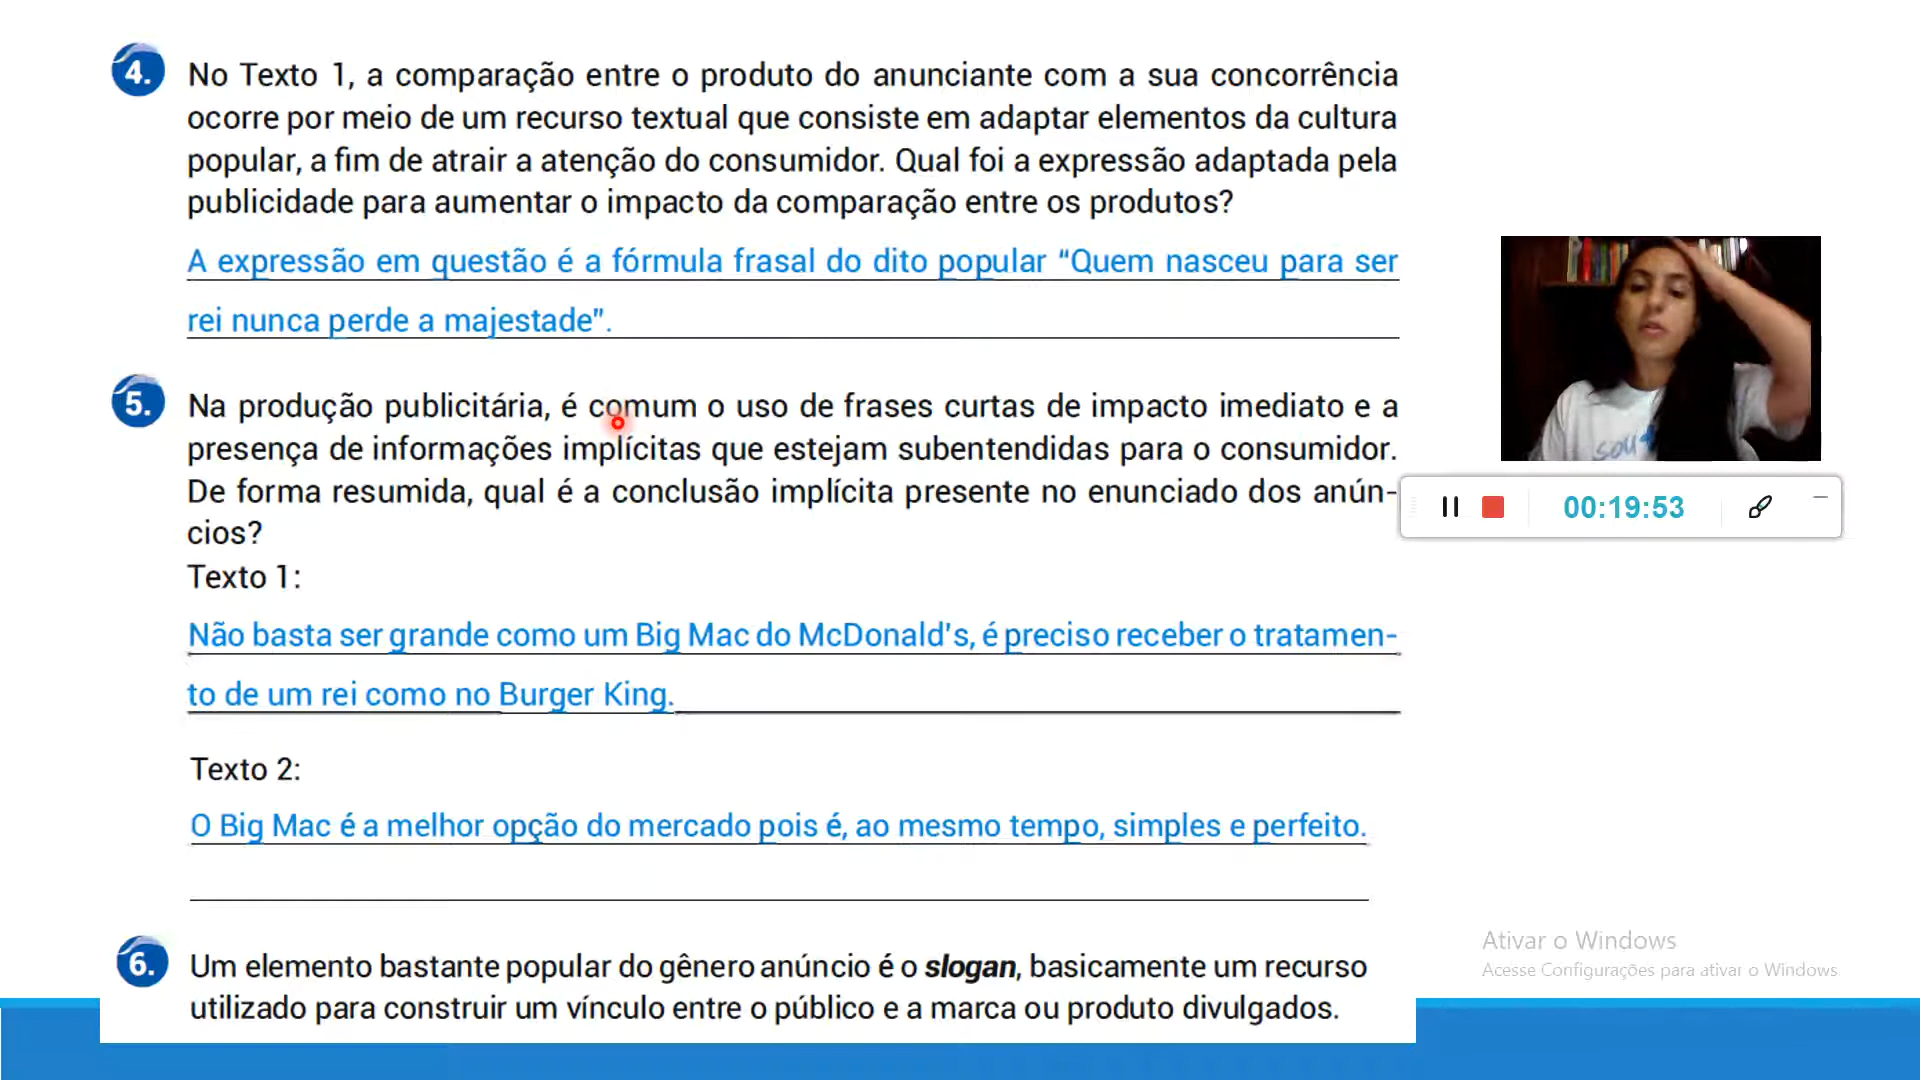 4.
No Texto 1, a comparação entre o produto do anunciante com a sua concorrência
ocorre por meio de um recurso textual que consiste em adaptar elementos da cultura
popular, a fim de atrair a atenção do consumidor. Qual foi a expressão adaptada pela
publicidade para aumentar o impacto da comparação entre os produtos?
A expressão em questão é a fórmula frasal do dito popular “Quem nasceu para ser
rei nunca perde a majestade”.
5.
Na produção publicitária, é comum o uso de frases curtas de impacto imediato e a
presença de informações implícitas que estejam subentendidas para o consumidor.
De forma resumida, qual é a conclusão implícita presente no enunciado dos anún-
cios?
Texto 1:
Não basta ser grande como um Big Mac do McDonald's, é preciso receber o tratamen-
to de um rei como no Burger King.
Texto 2:
O Big Mac é a melhor opção do mercado pois é, ao mesmo tempo, simples e perfeito.
6.
Um elemento bastante popular do gênero anúncio é o slogan, basicamente um recurso
utilizado para construir um vínculo entre o público e a marca ou produto divulgados.
sou
00:19:53
Ativar o Windows
Acesse Configurações para ativar o Windows